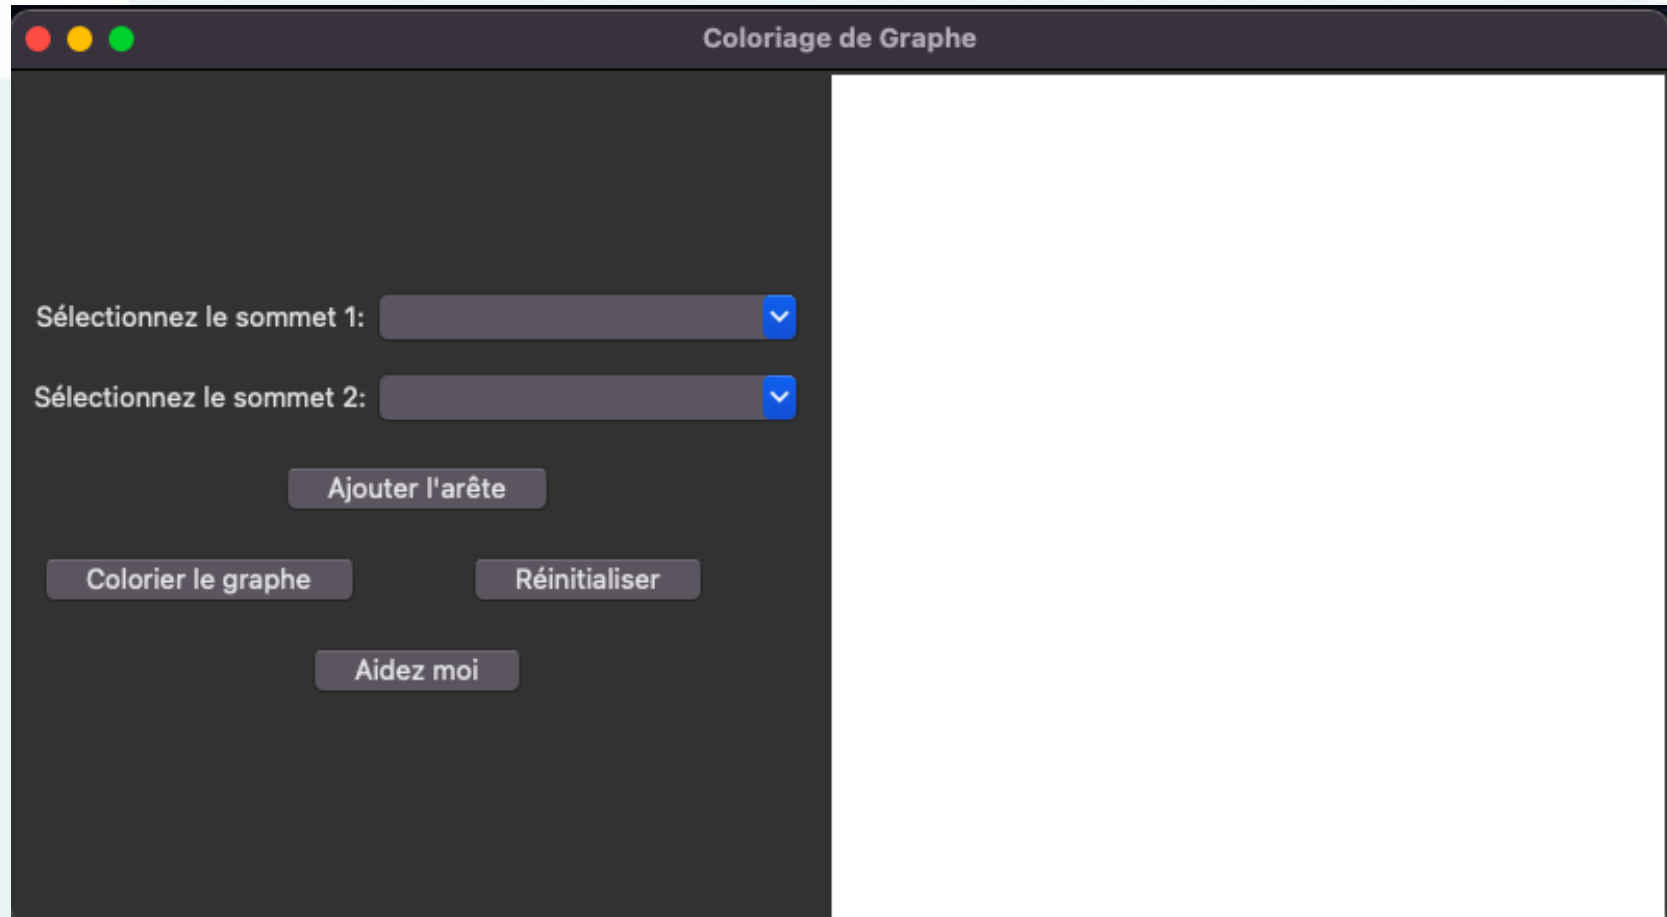 Coloriage de Graphe
Sélectionnez le sommet 1:
Sélectionnez le sommet 2:
Ajouter l'arête
Colorier le graphe
Réinitialiser
Aidez moi